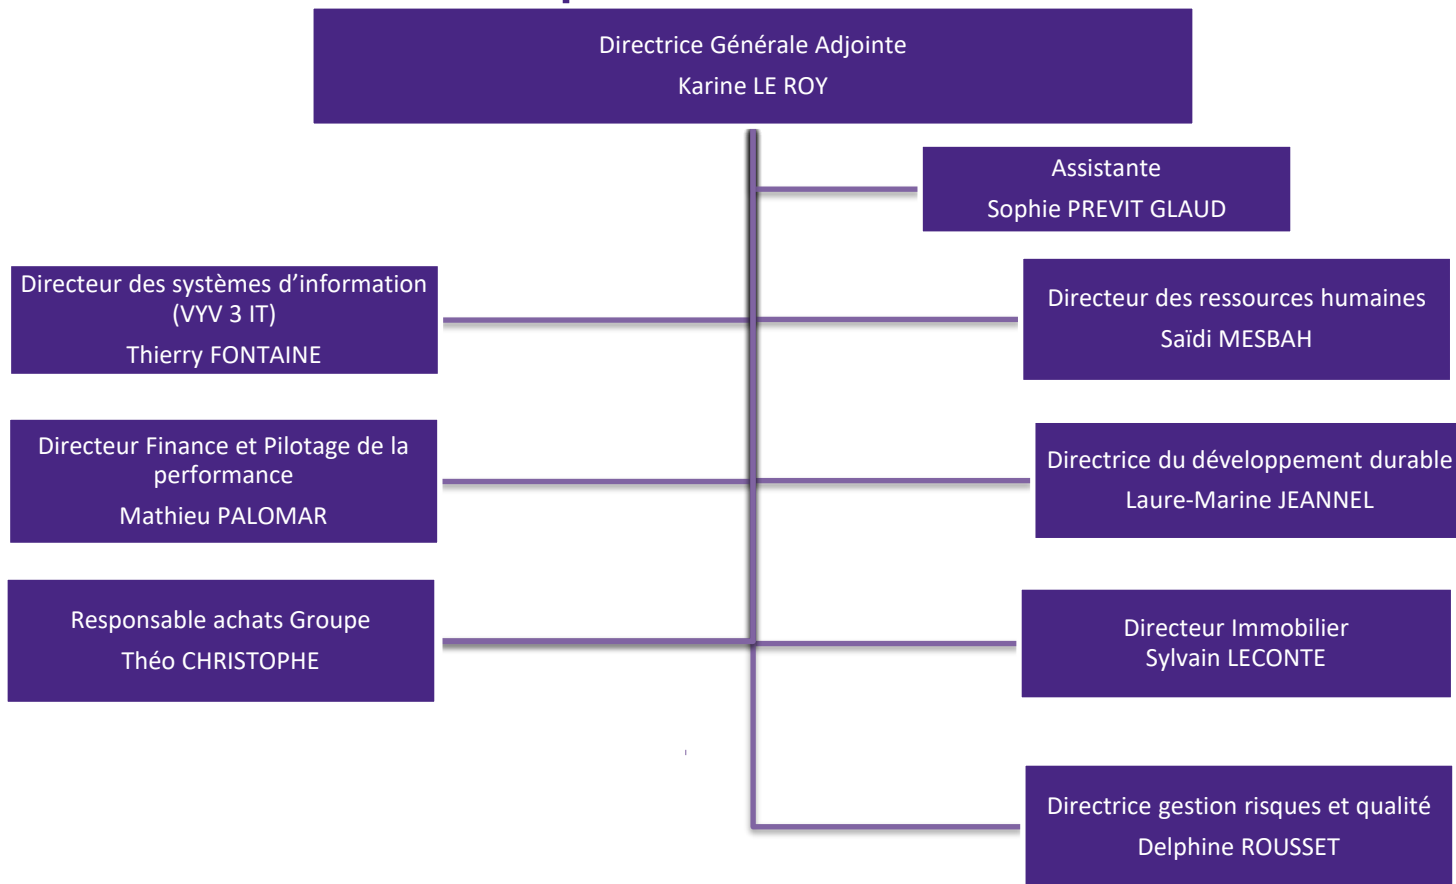 Directrice Générale Adjointe
Karine LE ROY
Assistante
Sophie PREVIT GLAUD
Directeur des systèmes d’information
(VYV 3 IT)
Thierry FONTAINE
Directeur des ressources humaines
Saïdi MESBAH
Directeur Finance et Pilotage de la
performance
Mathieu PALOMAR
Directrice du développement durable
Laure-Marine JEANNEL
Responsable achats Groupe
Théo CHRISTOPHE
Directeur Immobilier
Sylvain LECONTE
Directrice gestion risques et qualité
Delphine ROUSSET